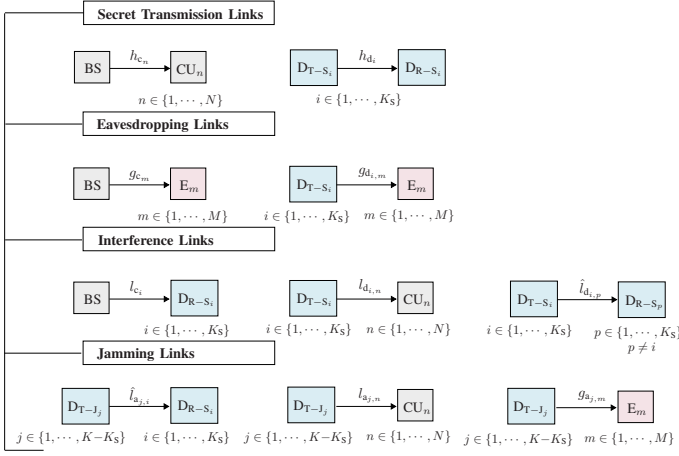 Secret Transmission Links
BS h_{c_n} CU_n D_{T−S_i} h_{d_i} D_{R−S_i}
n ∈ {1, ⋯, N} i ∈ {1, ⋯, K_S}
Eavesdropping Links
BS g_{c_m} E_m D_{T−S_i} g_{d_{i,m}} E_m
m ∈ {1, ⋯, M} i ∈ {1, ⋯, K_S} m ∈ {1, ⋯, M}
Interference Links
BS l_{c_i} D_{R−S_i} D_{T−S_i} l_{d_{i,n}} CU_n D_{T−S_i} l̂_{d_{i,p}} D_{R−S_p}
i ∈ {1, ⋯, K_S} i ∈ {1, ⋯, K_S} n ∈ {1, ⋯, N} i ∈ {1, ⋯, K_S} p ∈ {1, ⋯, K_S}
p ≠ i
Jamming Links
D_{T−J_j} l̂_{a_{j,i}} D_{R−S_i} D_{T−J_j} l_{a_{j,n}} CU_n D_{T−J_j} g_{a_{j,m}} E_m
j ∈ {1, ⋯, K−K_S} i ∈ {1, ⋯, K_S} j ∈ {1, ⋯, K−K_S} n ∈ {1, ⋯, N} j ∈ {1, ⋯, K−K_S} m ∈ {1, ⋯, M}